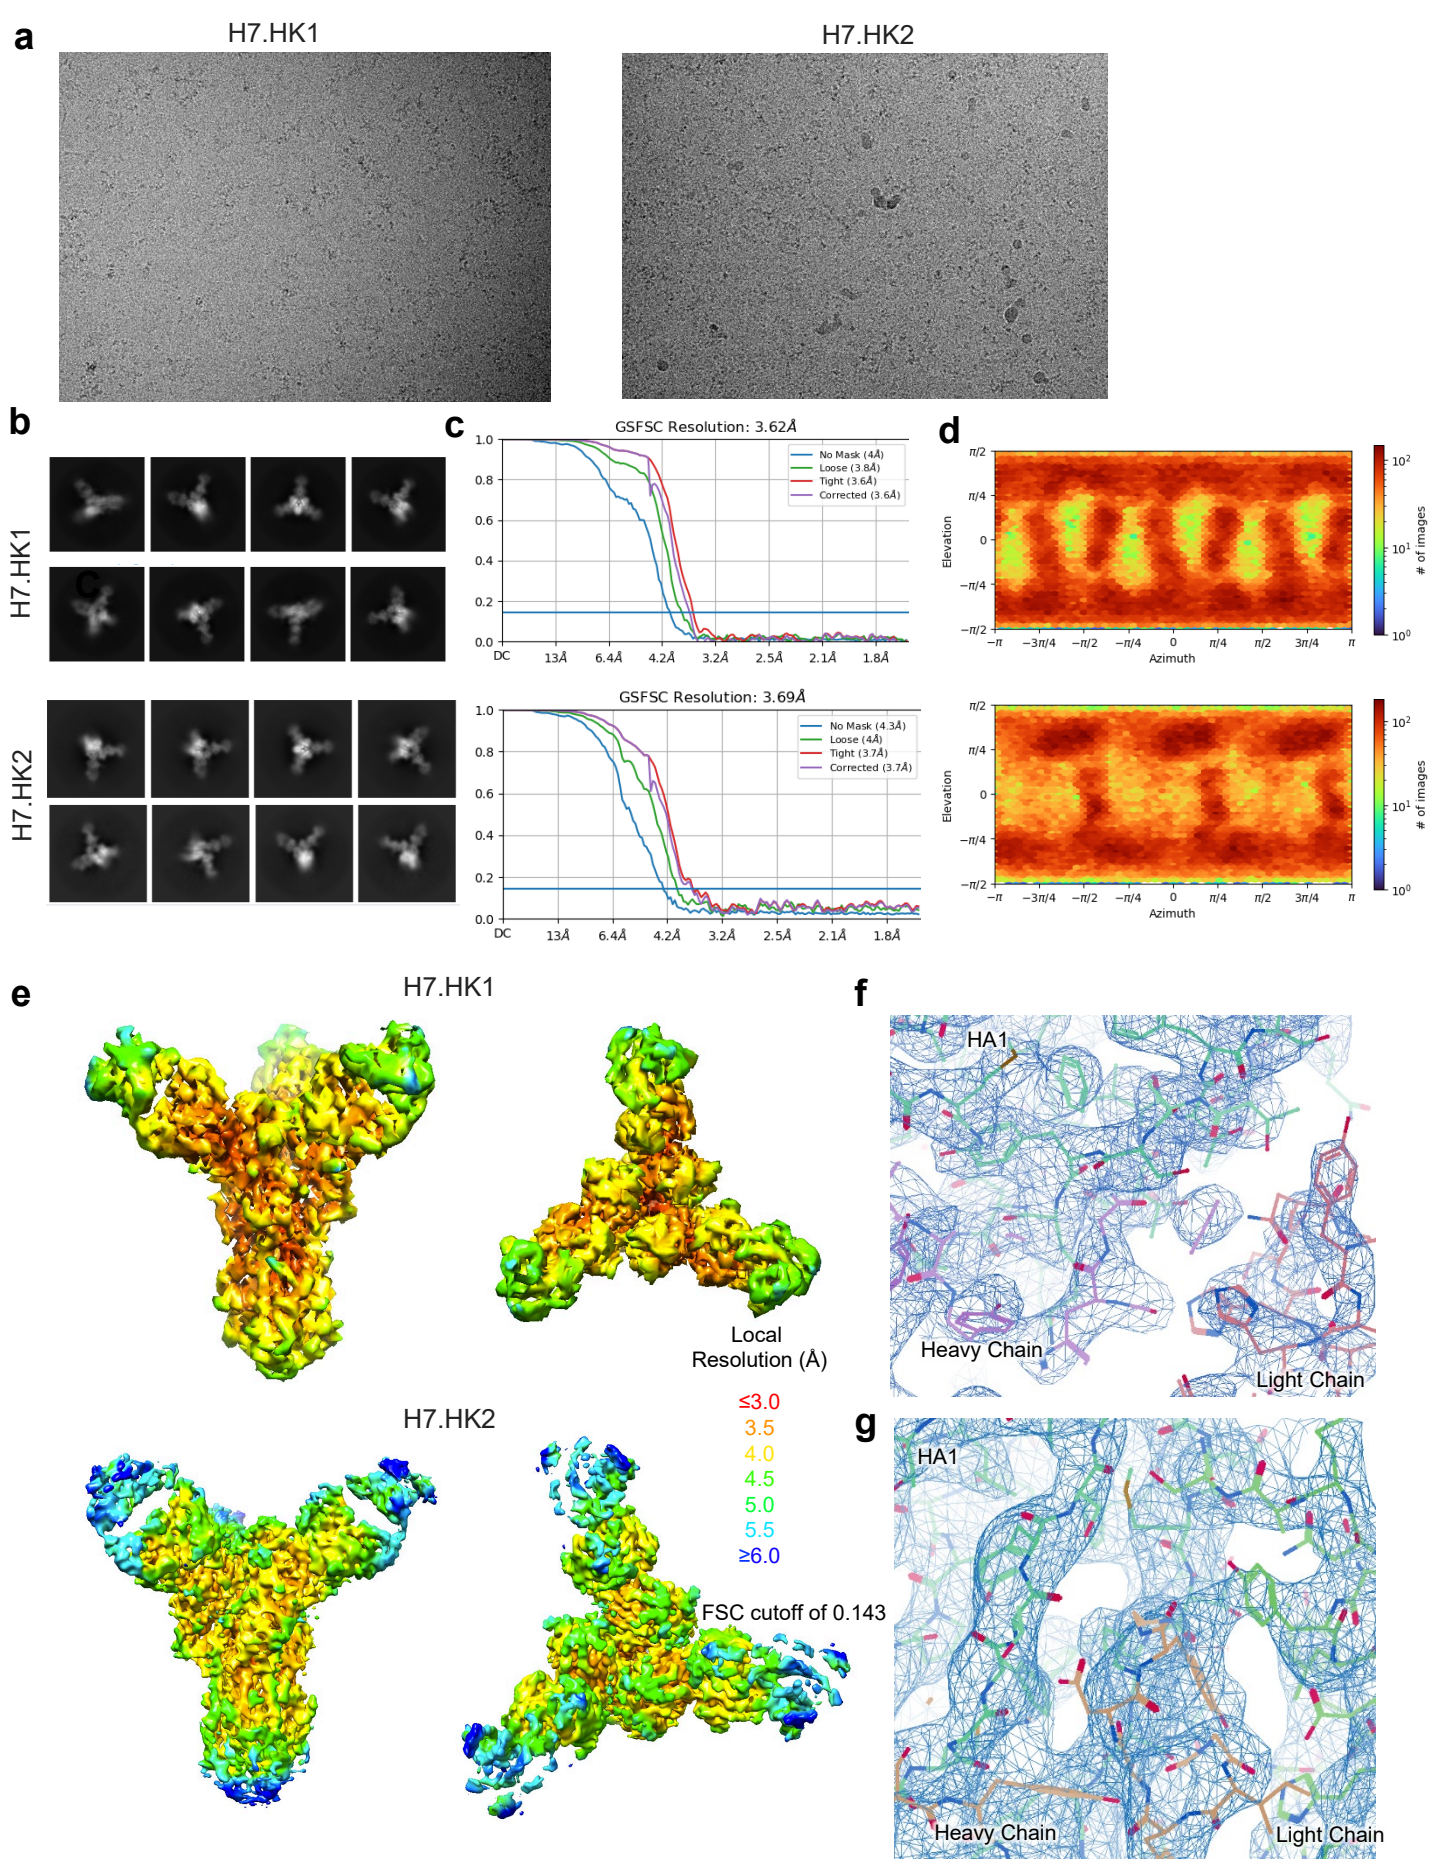 a
H7.HK1
H7.HK2
b
H7.HK1
C
H7.HK2
c
GSFSC Resolution: 3.62Å
1.0
0.8
0.6
0.4
0.2
0.0
DC
13Å
6.4Å
4.2Å
3.2Å
2.5Å
2.1Å
1.8Å
No Mask (4Å)
Loose (3.8Å)
Tight (3.6Å)
Corrected (3.6Å)
GSFSC Resolution: 3.69Å
1.0
0.8
0.6
0.4
0.2
0.0
DC
13Å
6.4Å
4.2Å
3.2Å
2.5Å
2.1Å
1.8Å
No Mask (4.3Å)
Loose (4Å)
Tight (3.7Å)
Corrected (3.7Å)
d
π/2
π/4
0
−π/4
−π/2
Elevation
−π
−3π/4
−π/2
−π/4
0
π/4
π/2
3π/4
π
Azimuth
10²
10¹
10⁰
# of images
π/2
π/4
0
−π/4
−π/2
Elevation
−π
−3π/4
−π/2
−π/4
0
π/4
π/2
3π/4
π
Azimuth
10²
10¹
10⁰
# of images
e
H7.HK1
Local
Resolution (Å)
≤3.0
3.5
4.0
4.5
5.0
5.5
≥6.0
H7.HK2
FSC cutoff of 0.143
f
HA1
Heavy Chain
Light Chain
g
HA1
Heavy Chain
Light Chain